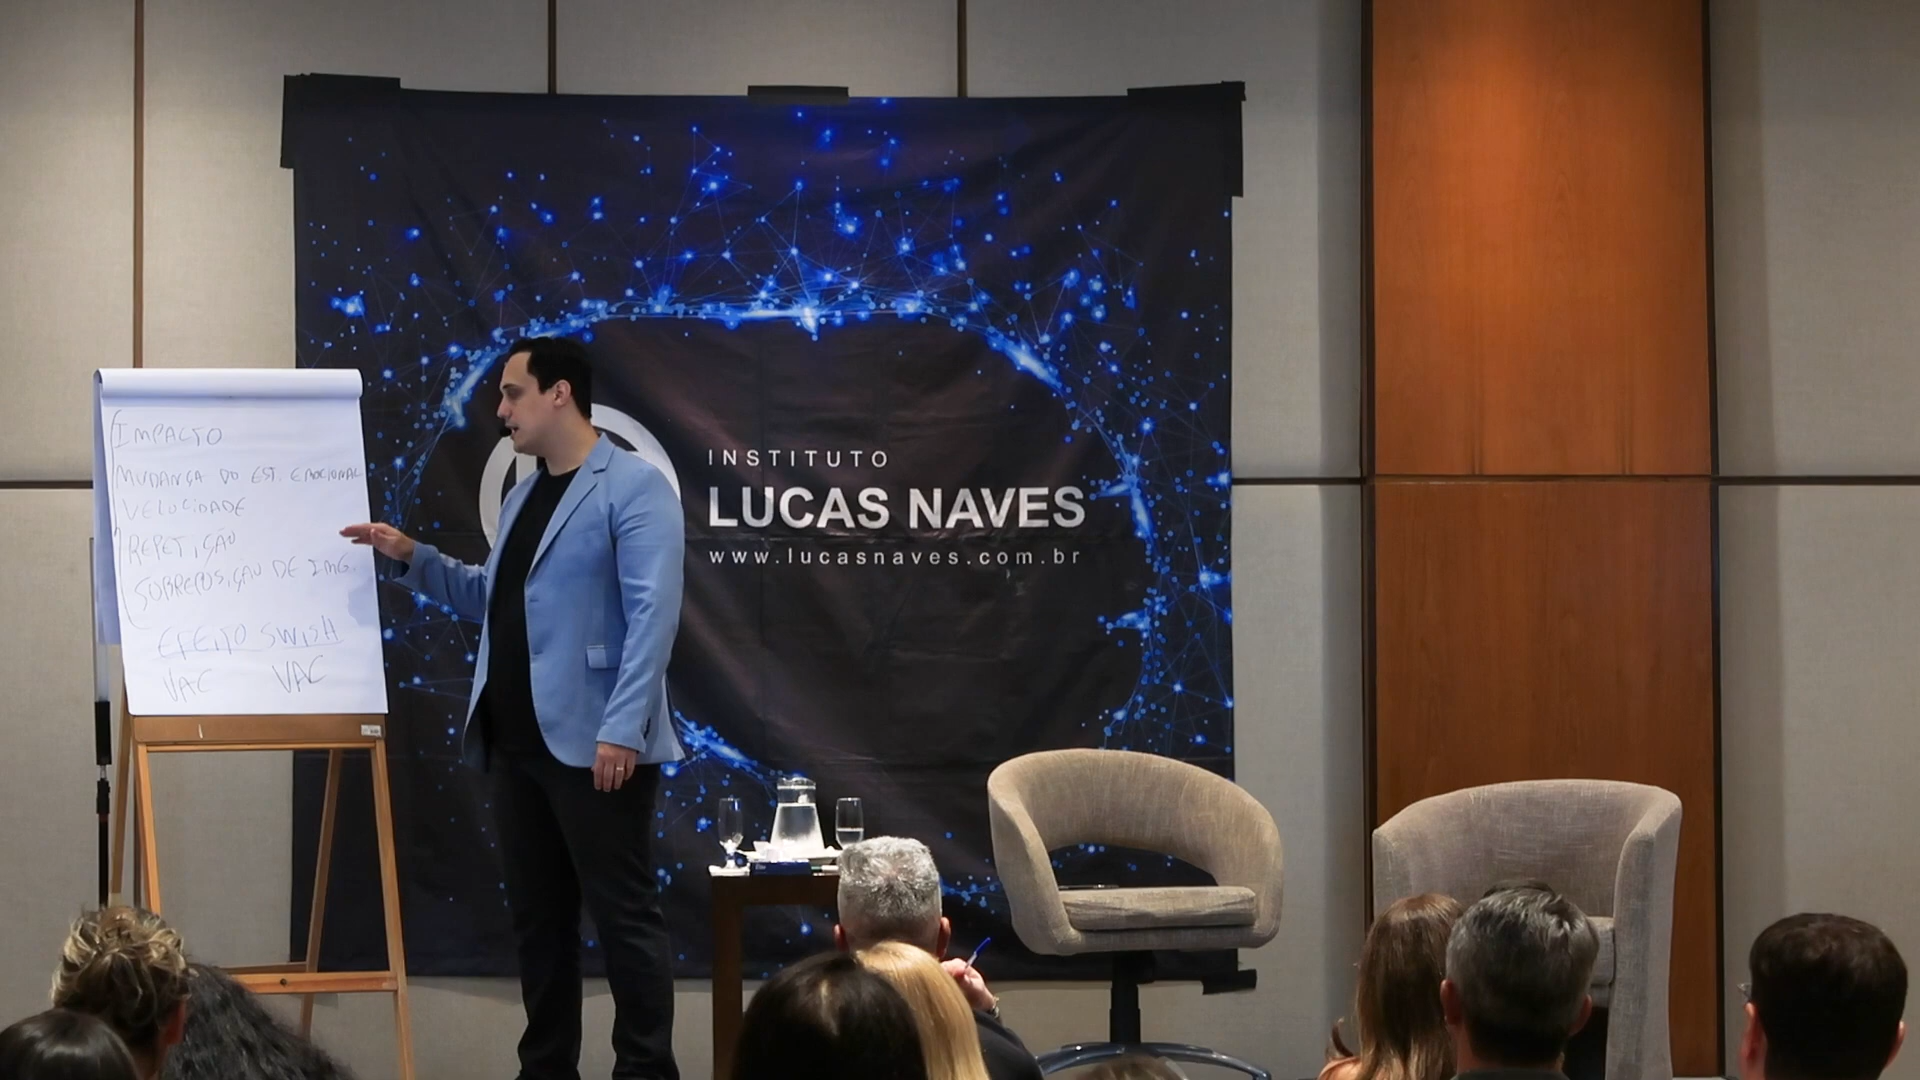 IMPACTO
MUDANÇA DO EST. EMOCIONAL
VELOCIDADE
REPETIÇÃO
SOBREPOSIÇÃO DE IMG.
EFEITO SWISH
VAC VAC
INSTITUTO
LUCAS NAVES
www.lucasnaves.com.br